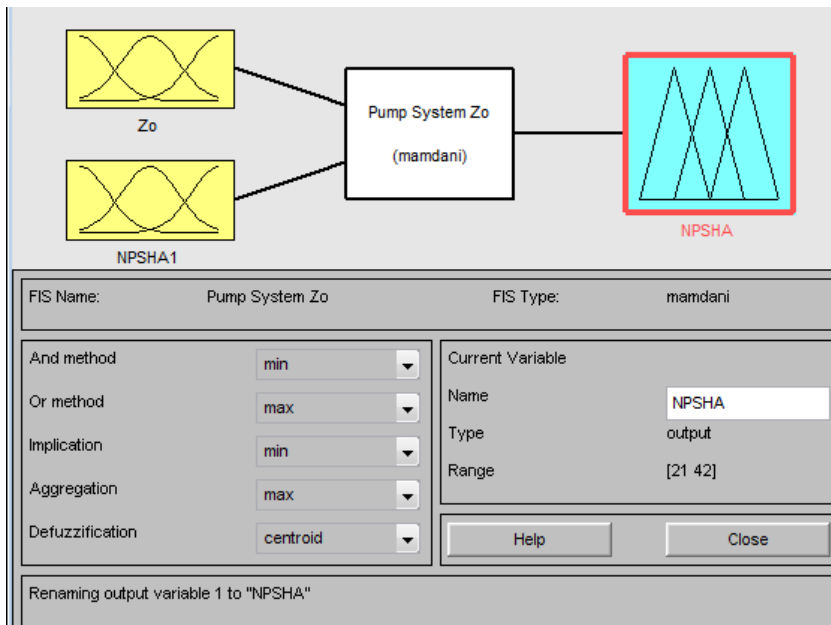 Zo
NPSHA1
Pump System Zo
(mamdani)
NPSHA
FIS Name: Pump System Zo FIS Type: mamdani
And method min
Or method max
Implication min
Aggregation max
Defuzzification centroid
Current Variable
Name NPSHA
Type output
Range [21 42]
Help Close
Renaming output variable 1 to "NPSHA"